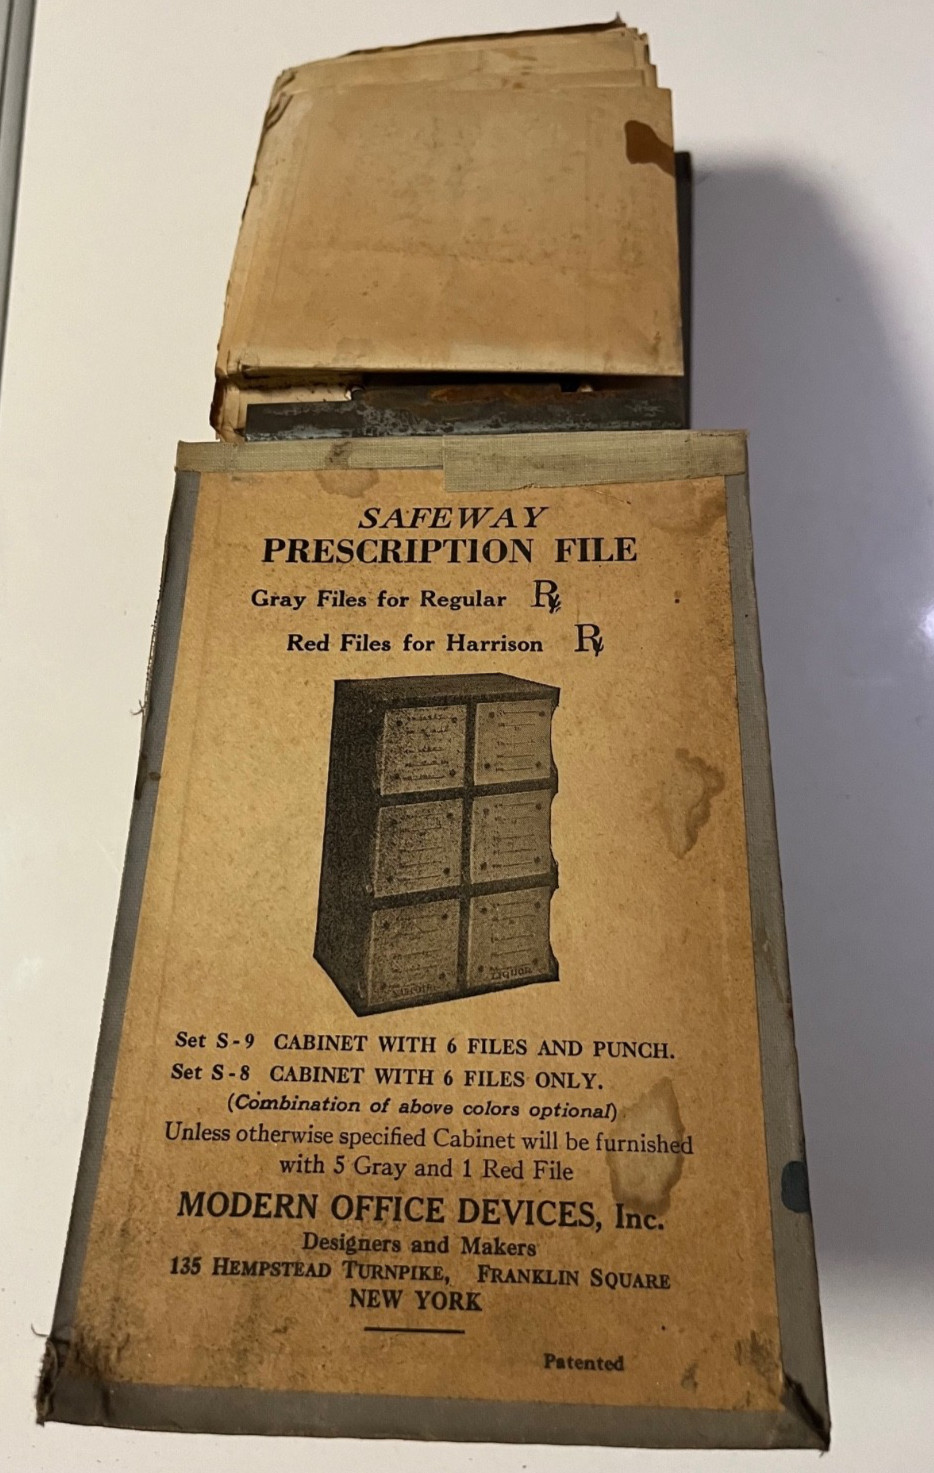 SAFEWAY
PRESCRIPTION FILE
Gray Files for Regular ℞
Red Files for Harrison ℞
Liquor
Set S-9 CABINET WITH 6 FILES AND PUNCH.
Set S-8 CABINET WITH 6 FILES ONLY.
(Combination of above colors optional)
Unless otherwise specified Cabinet will be furnished
with 5 Gray and 1 Red File
MODERN OFFICE DEVICES, Inc.
Designers and Makers
135 HEMPSTEAD TURNPIKE, FRANKLIN SQUARE
NEW YORK
Patented